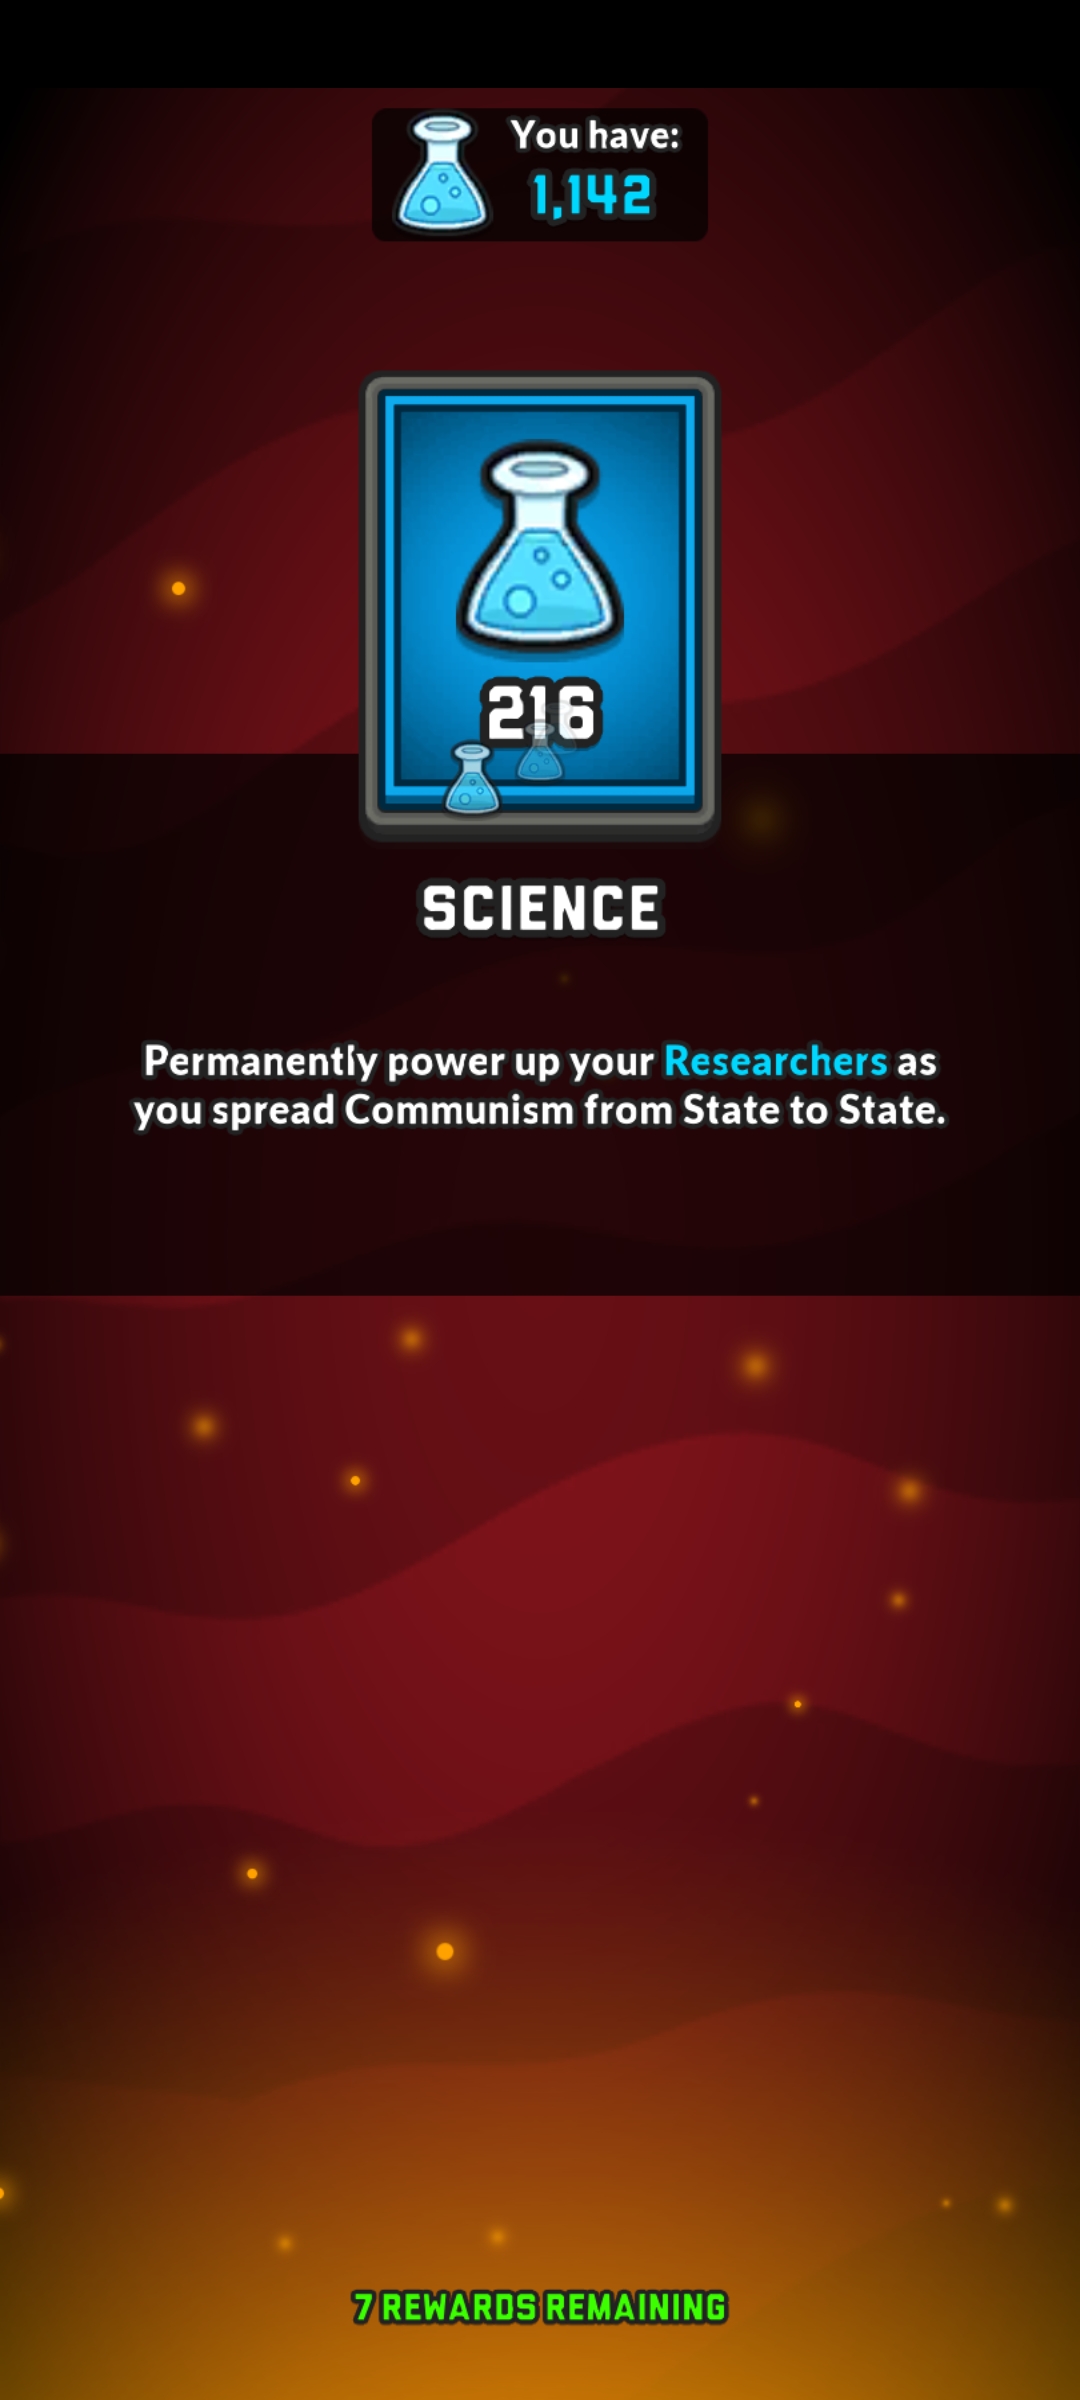 You have:
1,142
216
SCIENCE
Permanently power up your Researchers as
you spread Communism from State to State.
7 REWARDS REMAINING